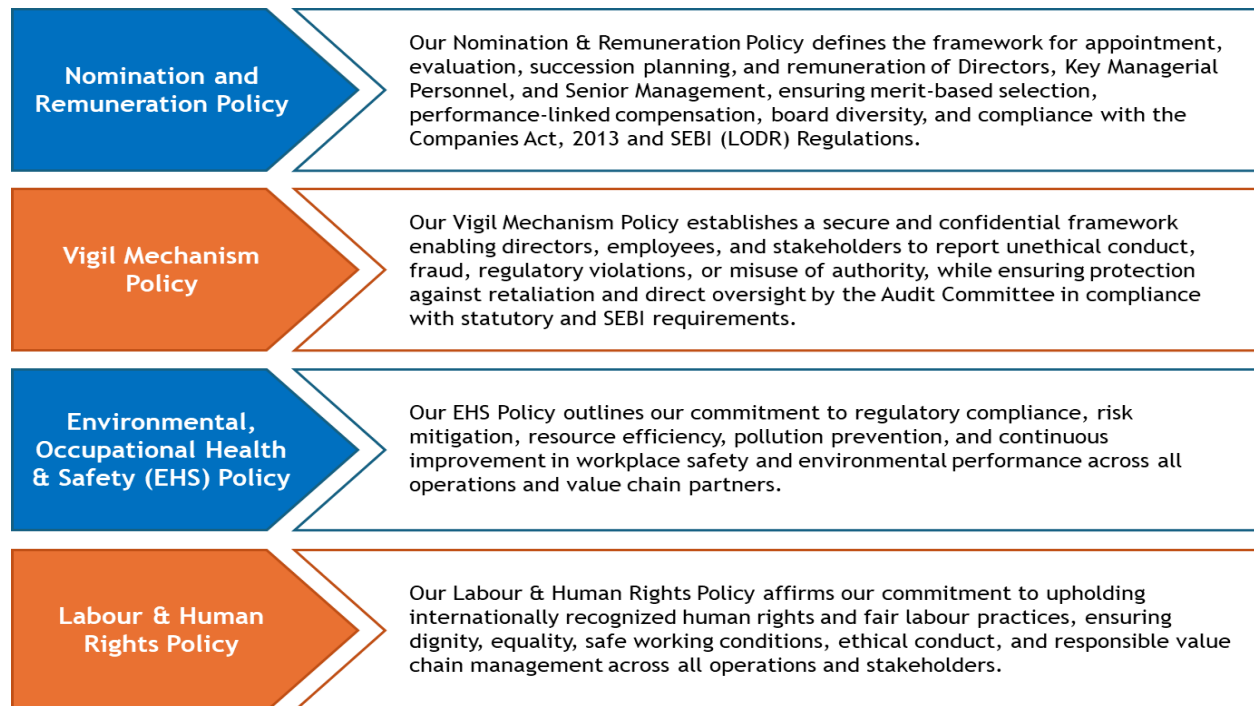 Nomination and
Remuneration Policy
Our Nomination & Remuneration Policy defines the framework for appointment,
evaluation, succession planning, and remuneration of Directors, Key Managerial
Personnel, and Senior Management, ensuring merit-based selection,
performance-linked compensation, board diversity, and compliance with the
Companies Act, 2013 and SEBI (LODR) Regulations.
Vigil Mechanism
Policy
Our Vigil Mechanism Policy establishes a secure and confidential framework
enabling directors, employees, and stakeholders to report unethical conduct,
fraud, regulatory violations, or misuse of authority, while ensuring protection
against retaliation and direct oversight by the Audit Committee in compliance
with statutory and SEBI requirements.
Environmental,
Occupational Health
& Safety (EHS) Policy
Our EHS Policy outlines our commitment to regulatory compliance, risk
mitigation, resource efficiency, pollution prevention, and continuous
improvement in workplace safety and environmental performance across all
operations and value chain partners.
Labour & Human
Rights Policy
Our Labour & Human Rights Policy affirms our commitment to upholding
internationally recognized human rights and fair labour practices, ensuring
dignity, equality, safe working conditions, ethical conduct, and responsible value
chain management across all operations and stakeholders.